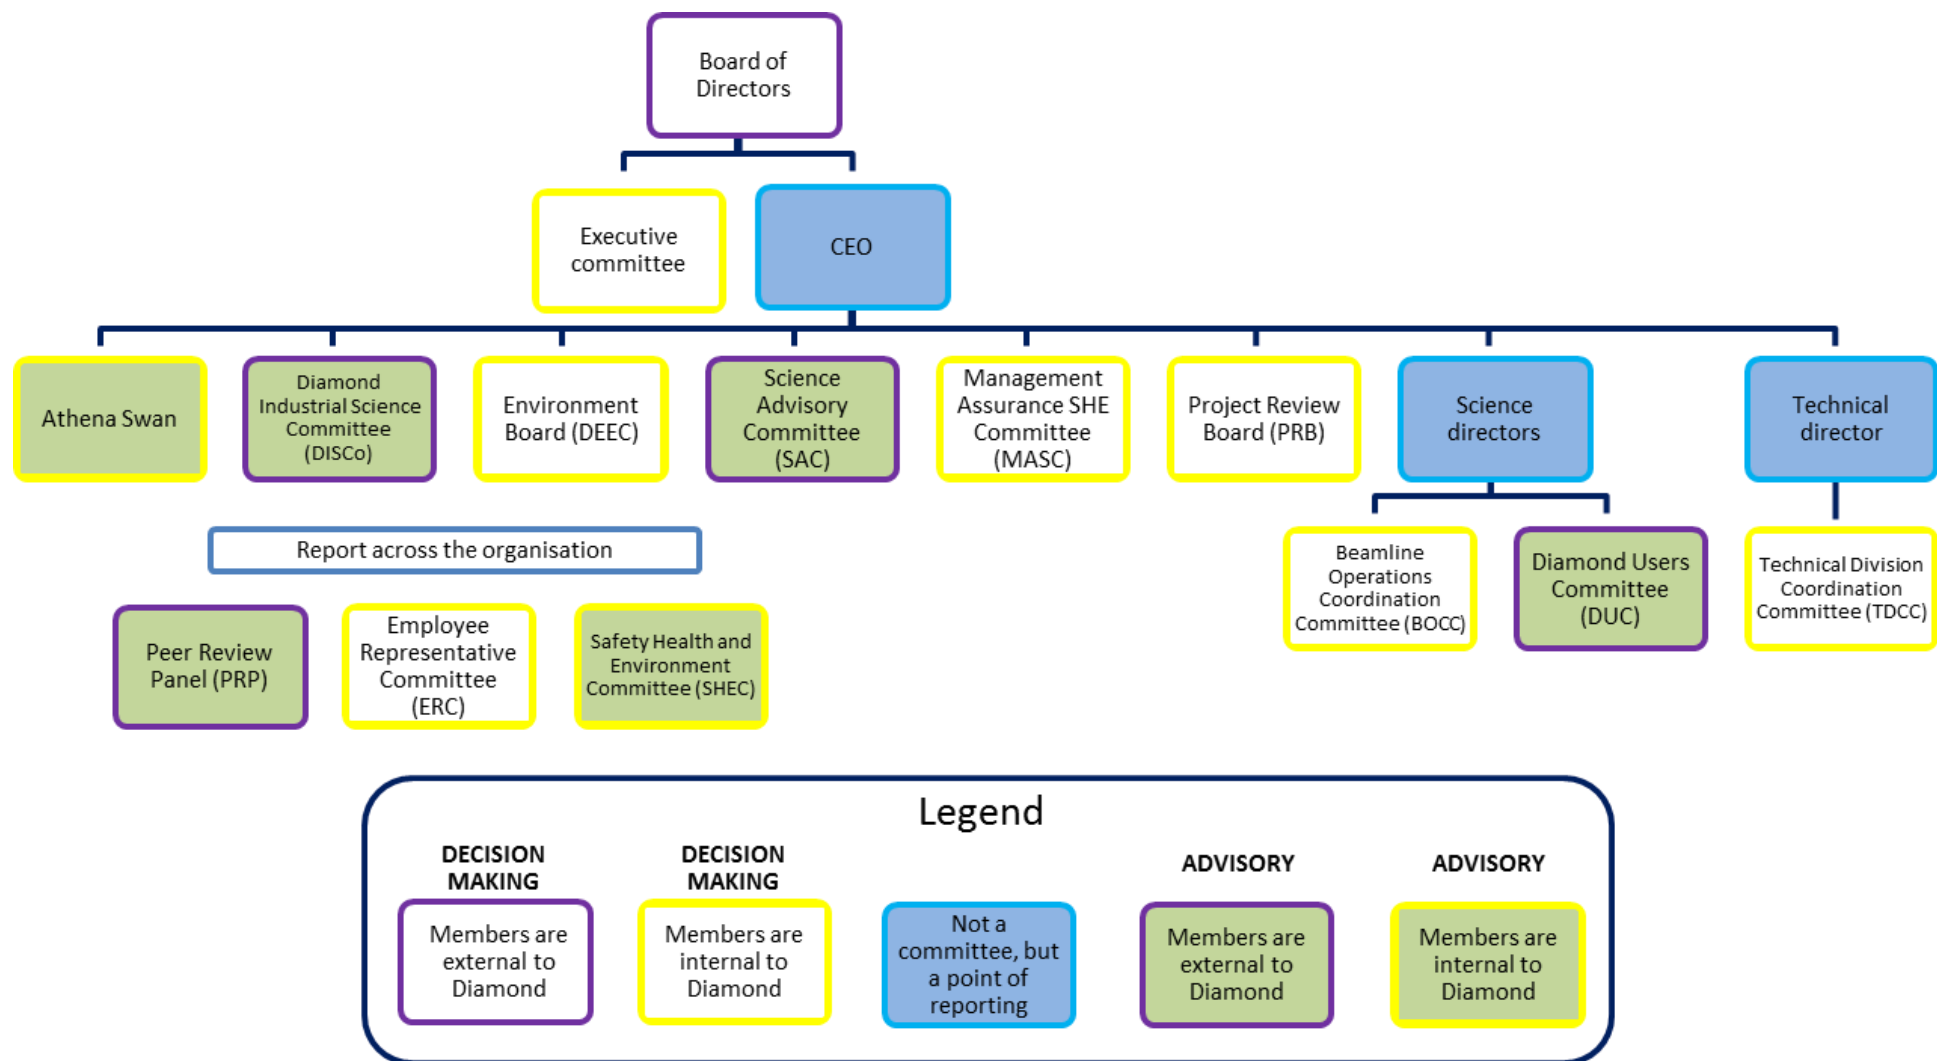 Board of
Directors
Executive
committee
CEO
Athena Swan
Diamond
Industrial Science
Committee
(DISCo)
Environment
Board (DEEC)
Science
Advisory
Committee
(SAC)
Management
Assurance SHE
Committee
(MASC)
Project Review
Board (PRB)
Science
directors
Technical
director
Beamline
Operations
Coordination
Committee (BOCC)
Diamond Users
Committee
(DUC)
Technical Division
Coordination
Committee (TDCC)
Report across the organisation
Peer Review
Panel (PRP)
Employee
Representative
Committee
(ERC)
Safety Health and
Environment
Committee (SHEC)
Legend
DECISION
MAKING
Members are
external to
Diamond
DECISION
MAKING
Members are
internal to
Diamond
Not a
committee, but
a point of
reporting
ADVISORY
Members are
external to
Diamond
ADVISORY
Members are
internal to
Diamond